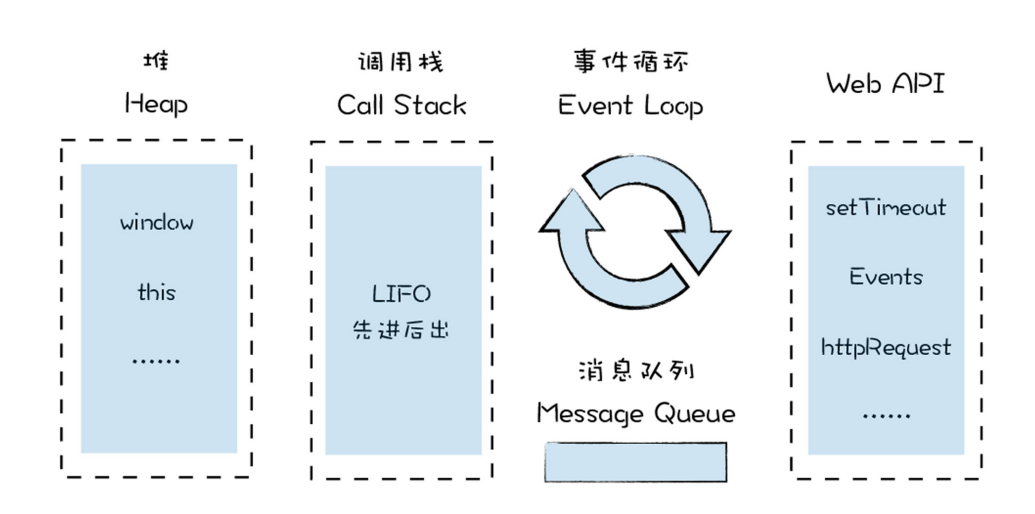 堆
Heap
window
this
……
调用栈
Call Stack
LIFO
先进后出
事件循环
Event Loop
消息队列
Message Queue
Web API
setTimeout
Events
httpRequest
……